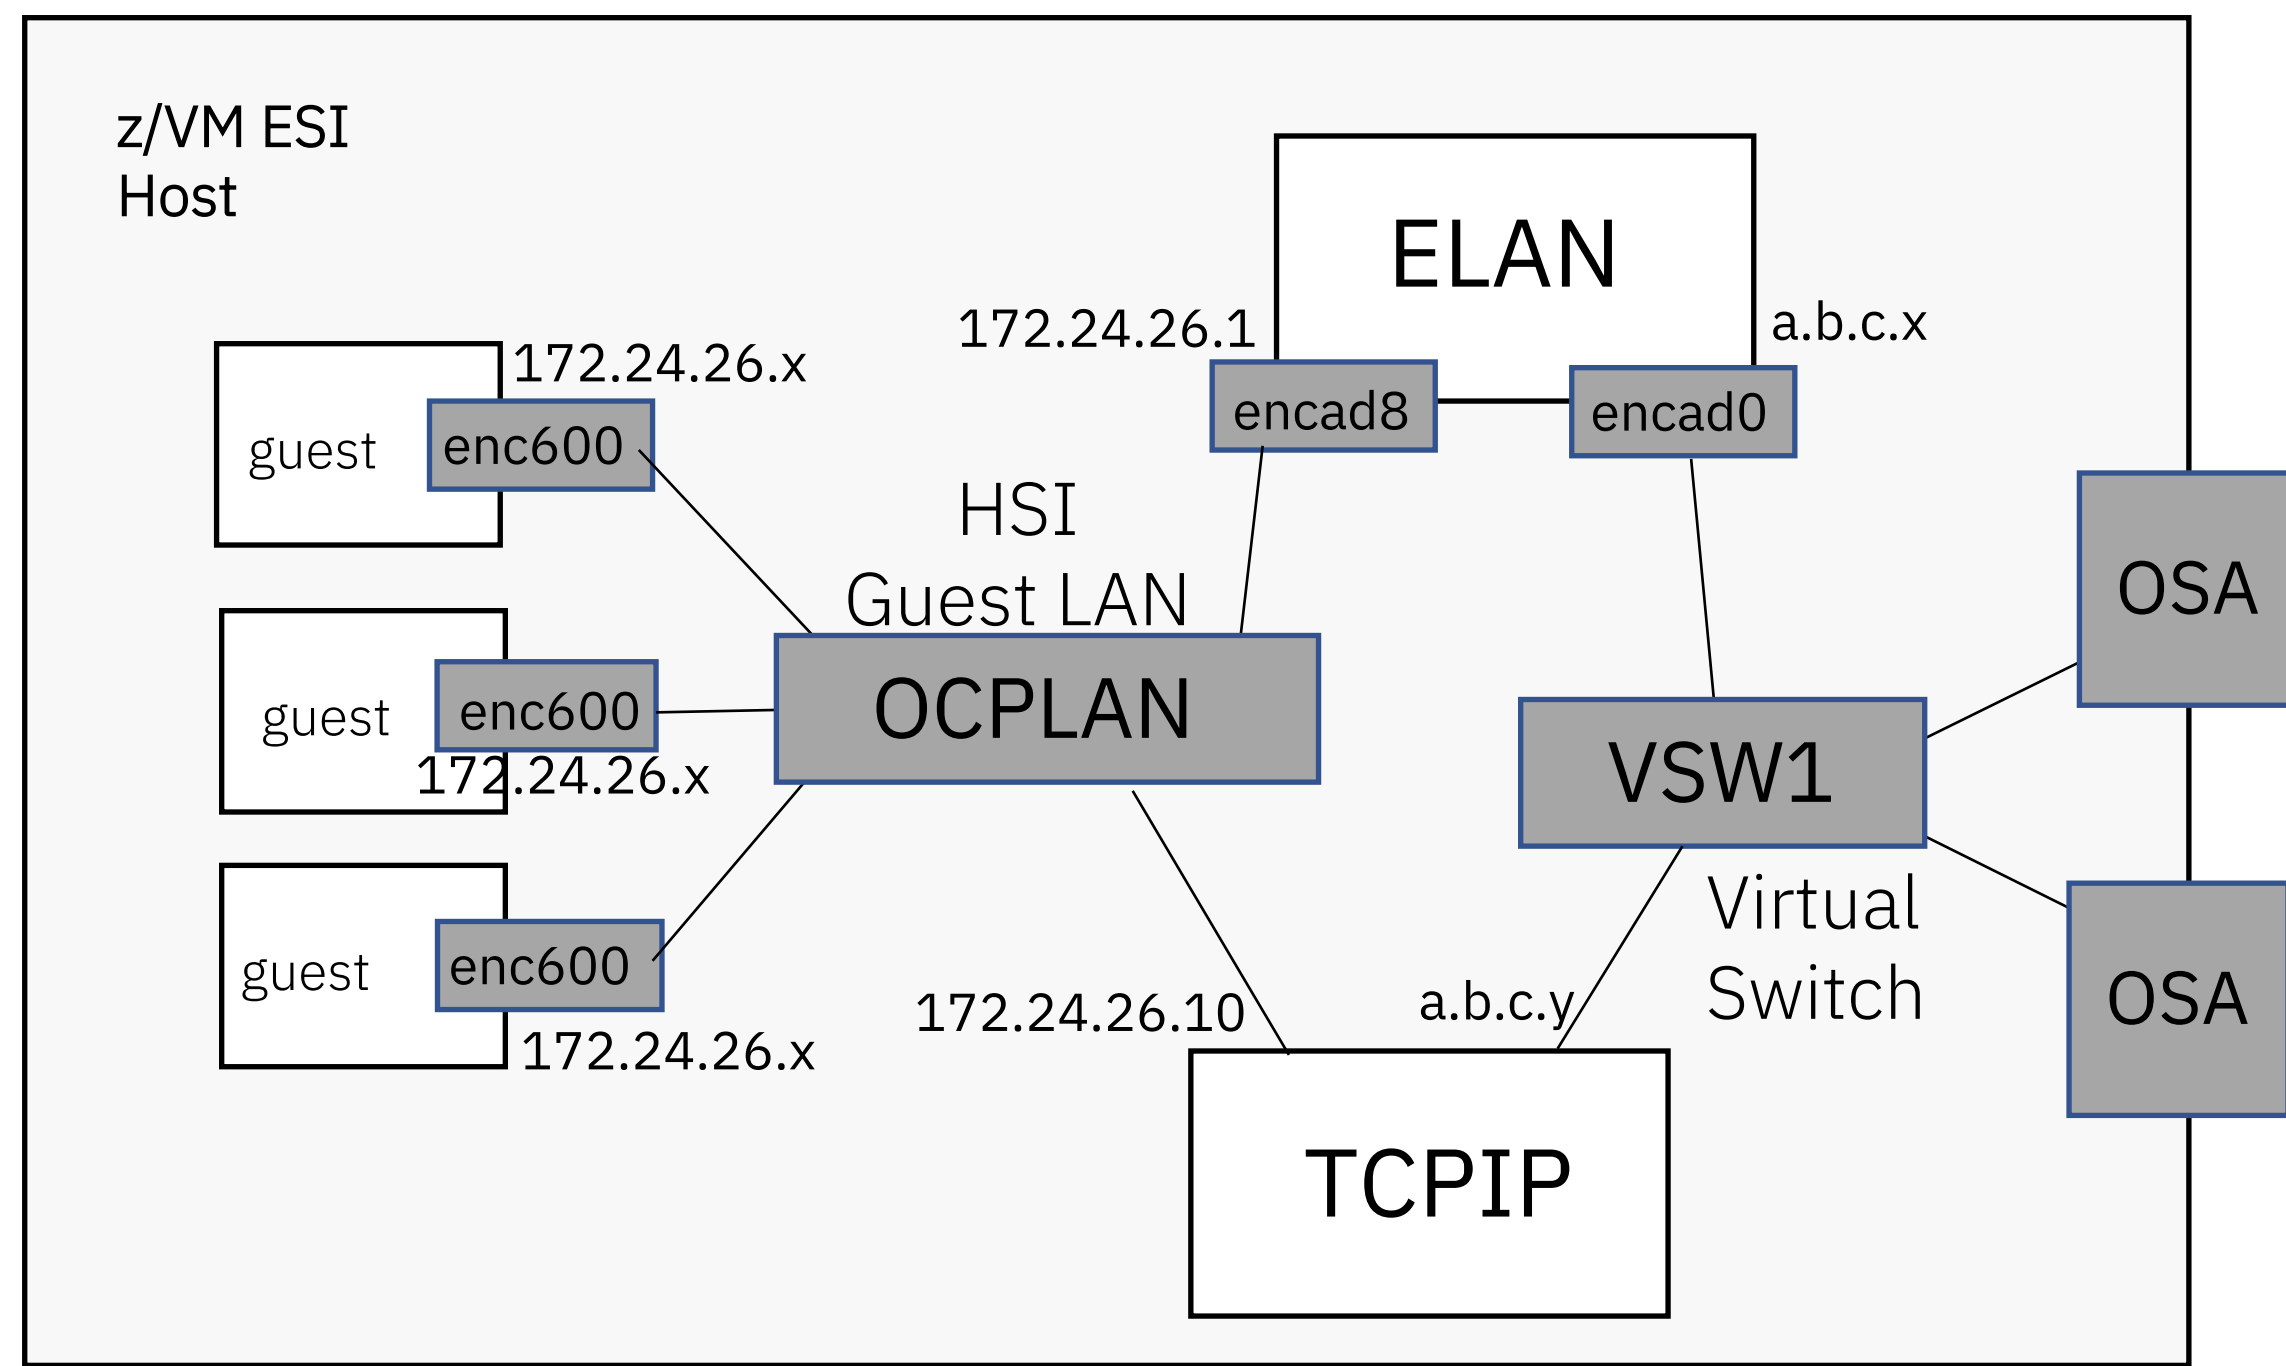 z/VM ESI
Host
ELAN
172.24.26.1
a.b.c.x
encad8
encad0
172.24.26.x
guest
enc600
HSI
Guest LAN
OCPLAN
guest
enc600
172.24.26.x
guest
enc600
172.24.26.x
OSA
VSW1
Virtual
Switch
OSA
172.24.26.10
a.b.c.y
TCPIP